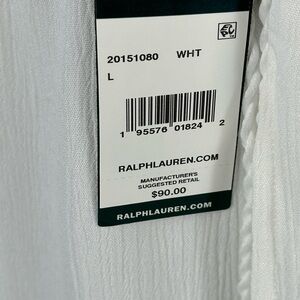 20151080 WHT
L
1 95576 01824 2
RALPHLAUREN.COM
MANUFACTURER'S
SUGGESTED RETAIL
$90.00
RALPHLAUREN.COM